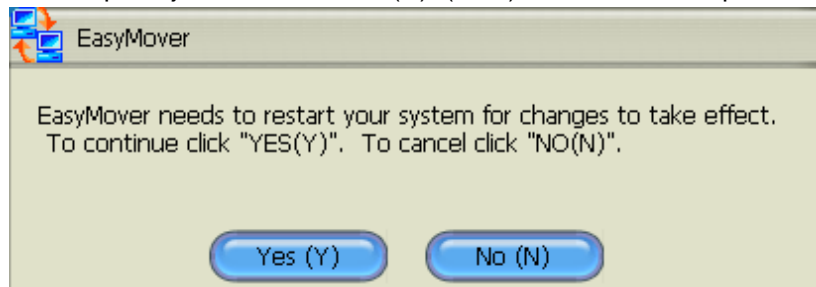 EasyMover
EasyMover needs to restart your system for changes to take effect.
To continue click "YES(Y)". To cancel click "NO(N)".
Yes (Y)
No (N)